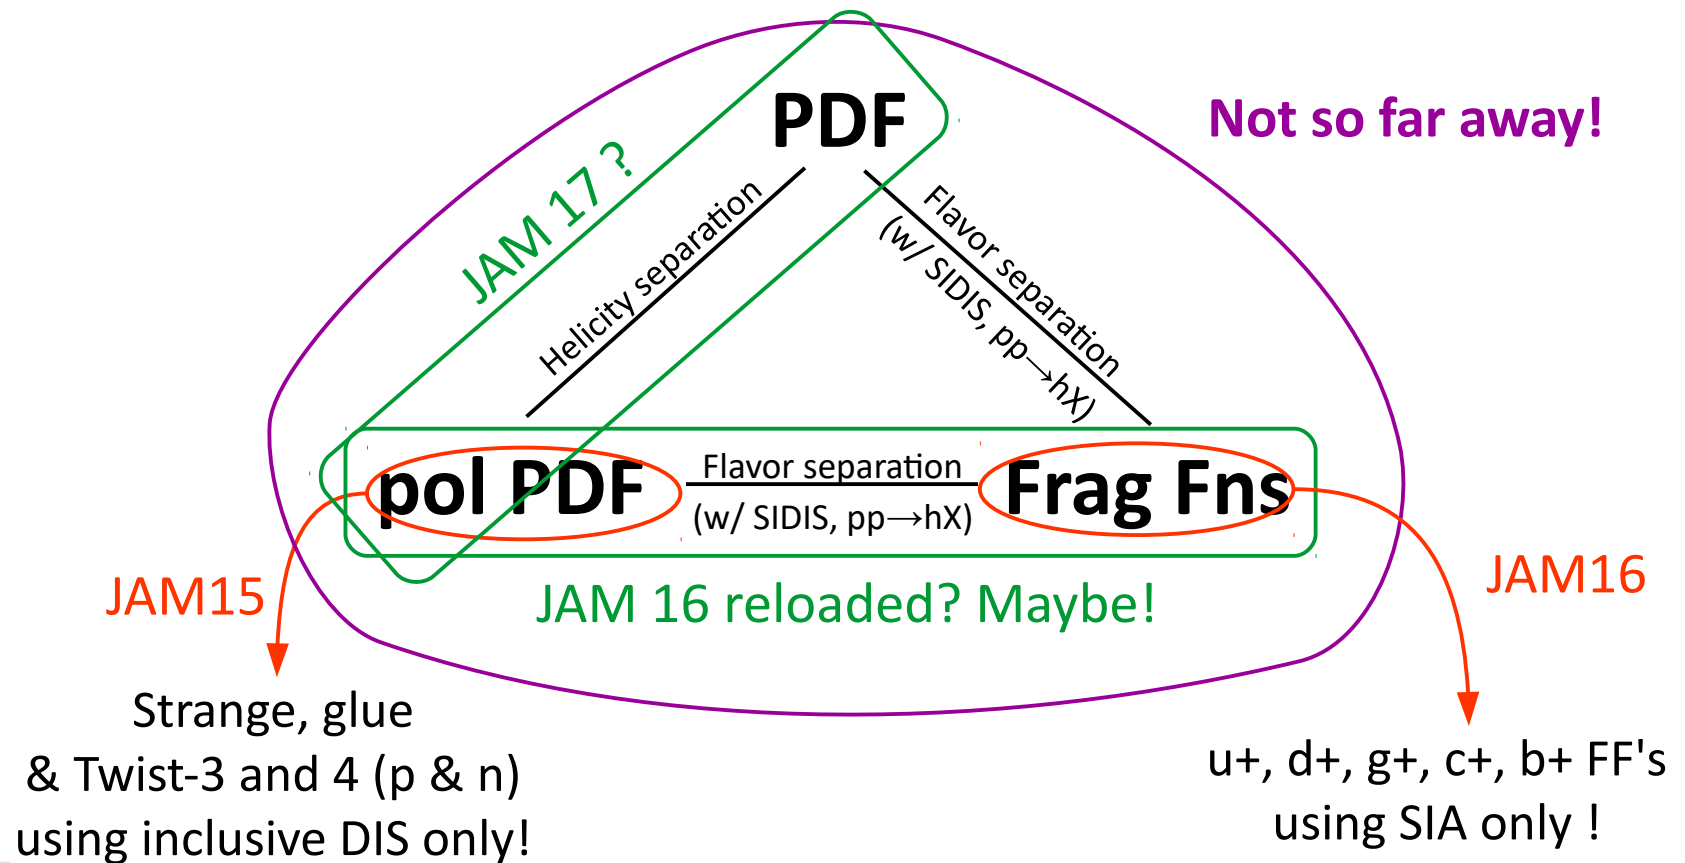 PDF
Not so far away!
JAM 17 ?
Helicity separation
Flavor separation
(w/ SIDIS, pp→hX)
pol PDF
Flavor separation
(w/ SIDIS, pp→hX)
Frag Fns
JAM15
JAM 16 reloaded? Maybe!
JAM16
Strange, glue
& Twist-3 and 4 (p & n)
using inclusive DIS only!
u+, d+, g+, c+, b+ FF's
using SIA only !